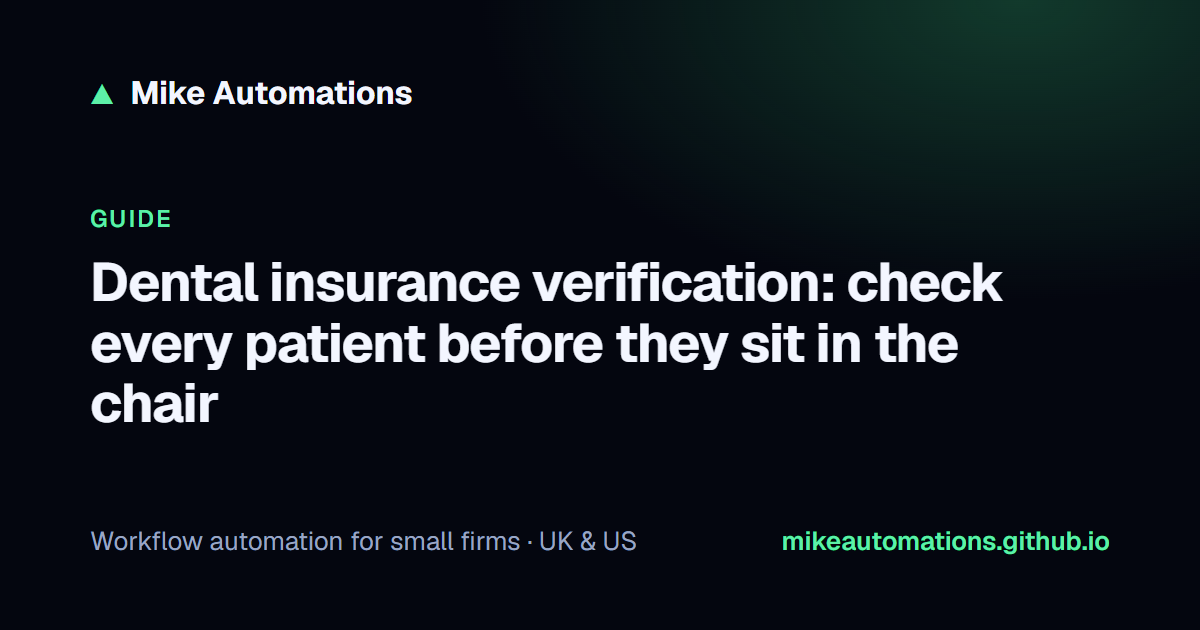 Mike Automations
GUIDE
Dental insurance verification: check
every patient before they sit in the
chair
Workflow automation for small firms · UK & US
mikeautomations.github.io